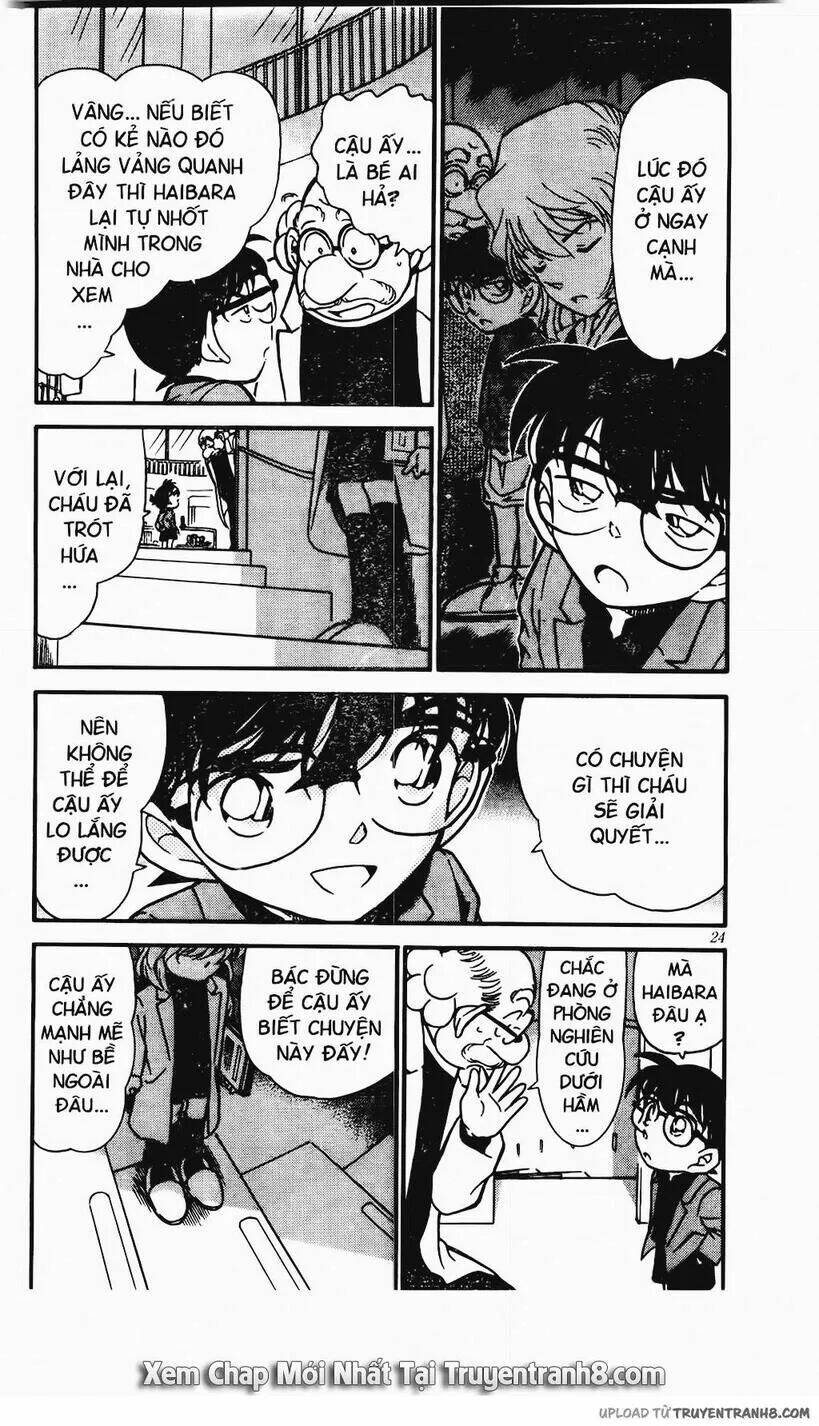 LÚC ĐÓ
CẬU ẤY
Ở NGAY
CẠNH
MÀ...
CẬU ẤY...
LÀ BÉ AI
HẢ?
VÂNG... NẾU BIẾT
CÓ KẺ NÀO ĐÓ
LẢNG VẢNG QUANH
ĐÂY THÌ HAIBARA
LẠI TỰ NHỐT
MÌNH TRONG
NHÀ CHO
XEM
...
VỚI LẠI,
CHÁU ĐÃ
TRÓT
HỨA
...
CÓ CHUYỆN
GÌ THÌ CHÁU
SẼ GIẢI
QUYẾT...
NÊN
KHÔNG
THỂ ĐỂ
CẬU ẤY
LO LẮNG
ĐƯỢC
...
24
MÀ
HAIBARA
ĐÂU Ạ
?
CHẮC
ĐANG Ở
PHÒNG
NGHIÊN
CỨU
DƯỚI
HẦM
...
BÁC ĐỪNG
ĐỂ CẬU ẤY
BIẾT CHUYỆN
NÀY ĐẤY!
CẬU ẤY
CHẲNG
MẠNH MẼ
NHƯ BỀ
NGOÀI
ĐÂU...
Xem Chap Mới Nhất Tại Truyentranh8.com
UPLOAD TỪ TRUYENTRANH8.COM